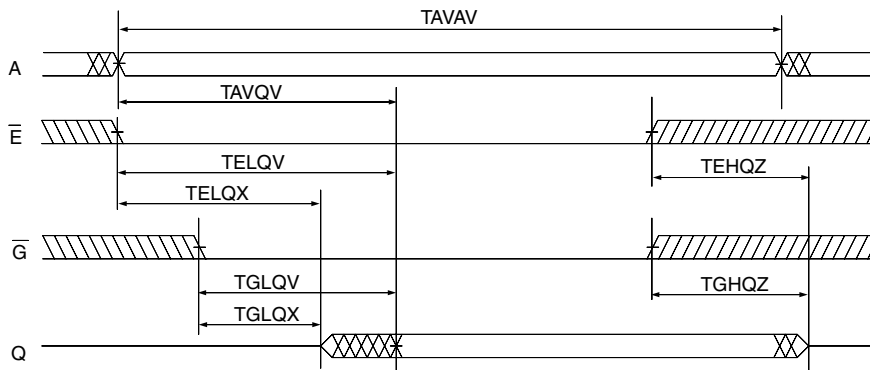 TAVAV
A
TAVQV
E̅
TELQV
TEHQZ
TELQX
G̅
TGLQV
TGHQZ
TGLQX
Q